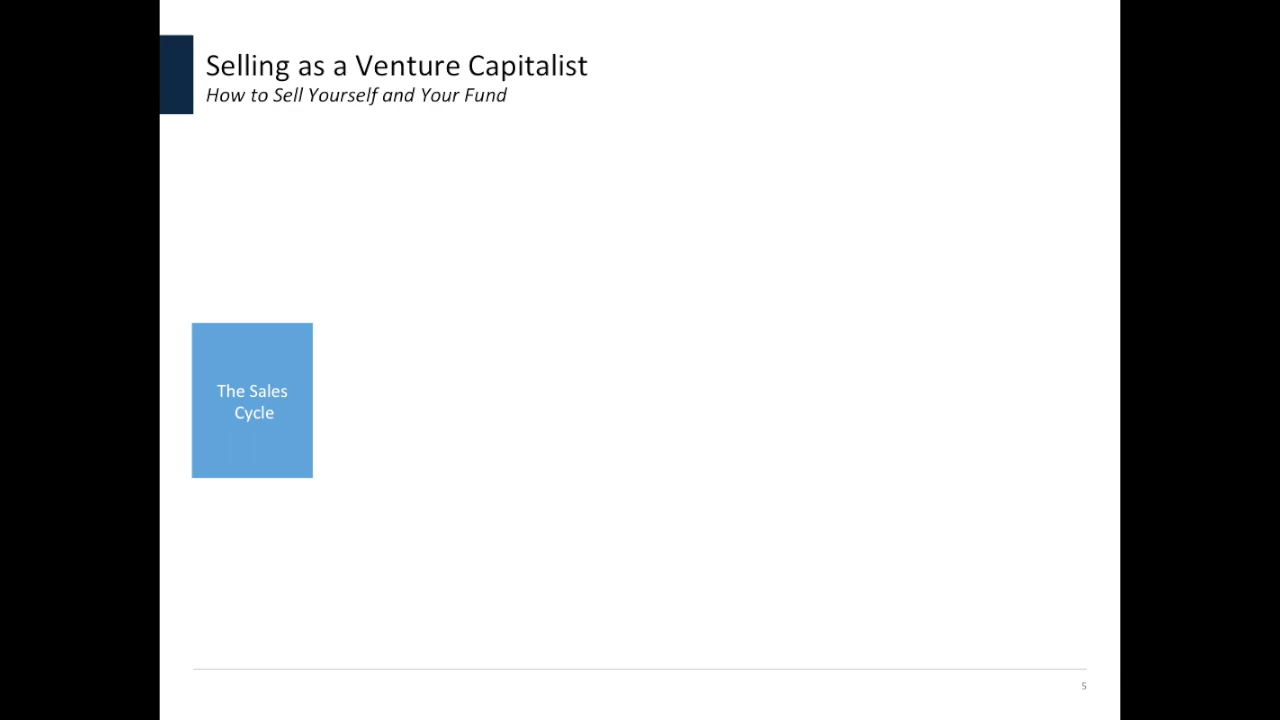 Selling as a Venture Capitalist
How to Sell Yourself and Your Fund
The Sales
Cycle
5